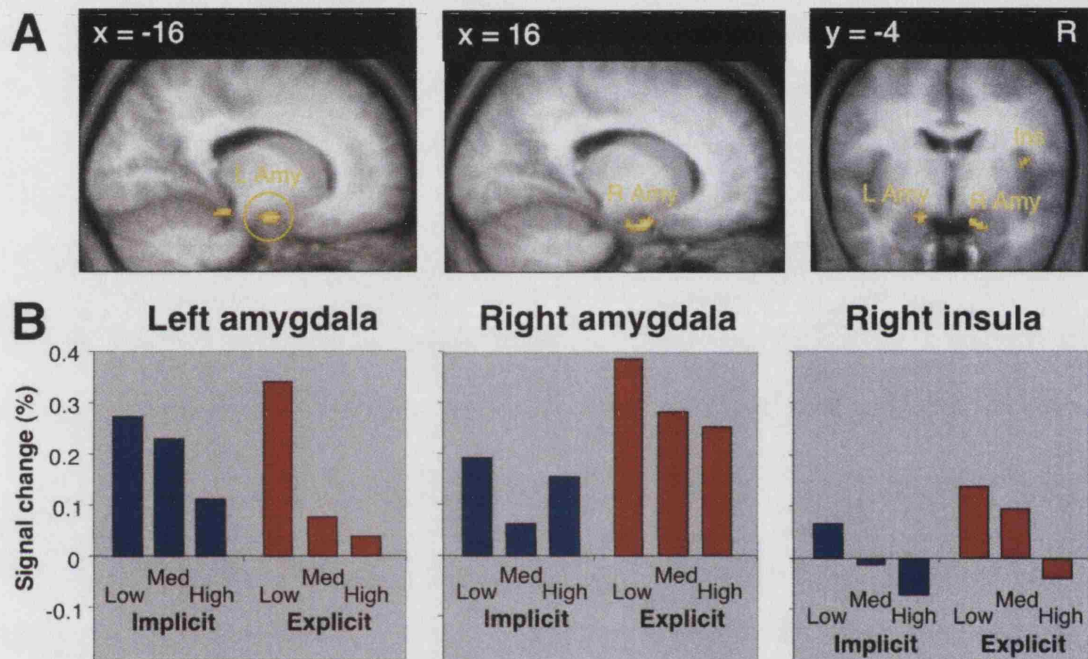 A
x = -16
x = 16
y = -4 R
L Amy
R Amy
Ins
L Amy
R Amy
B
Left amygdala
Right amygdala
Right insula
Signal change (%)
0.4
0.3
0.2
0.1
0
-0.1
Low Med High
Low Med High
Implicit Explicit
Low Med High
Low Med High
Implicit Explicit
Low Med High
Low Med High
Implicit Explicit